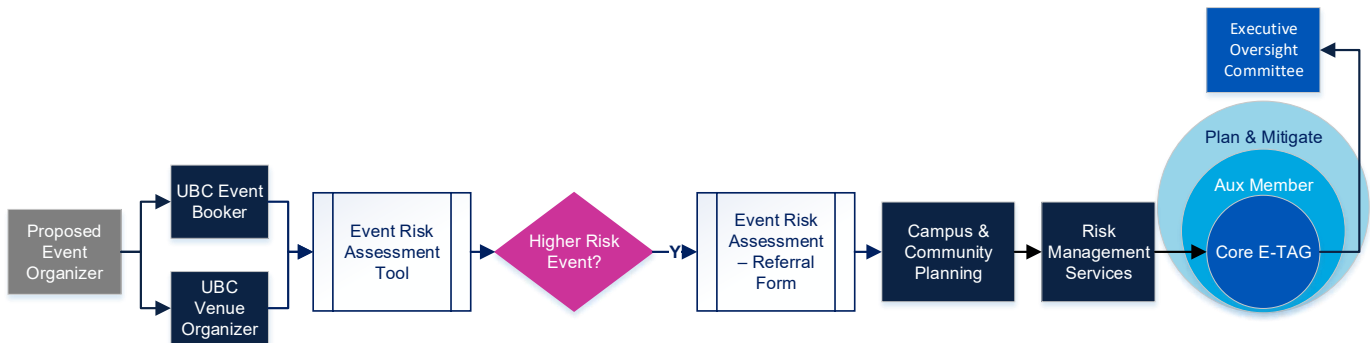 Proposed
Event
Organizer
UBC Event
Booker
UBC
Venue
Organizer
Event Risk
Assessment
Tool
Higher Risk
Event?
Y
Event Risk
Assessment
– Referral
Form
Campus &
Community
Planning
Risk
Management
Services
Executive
Oversight
Committee
Plan & Mitigate
Aux Member
Core E-TAG